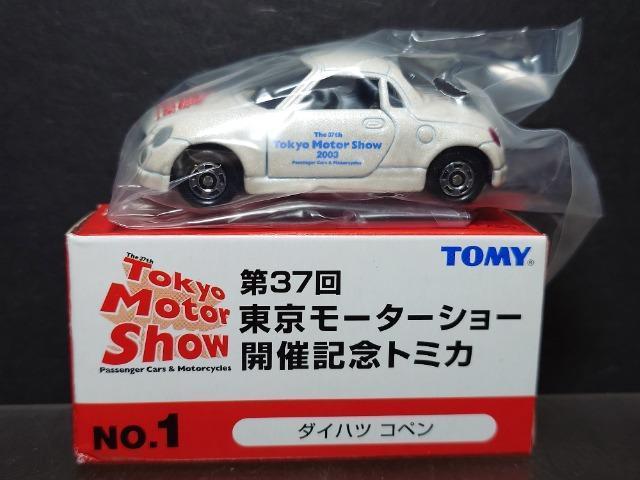 The 37th
Tokyo Motor Show
2003
Passenger Cars & Motorcycles
TOMY®
The 37th
Tokyo
Motor
Show
Passenger Cars & Motorcycles
第37回
東京モーターショー
開催記念トミカ
NO.1
ダイハツ コペン